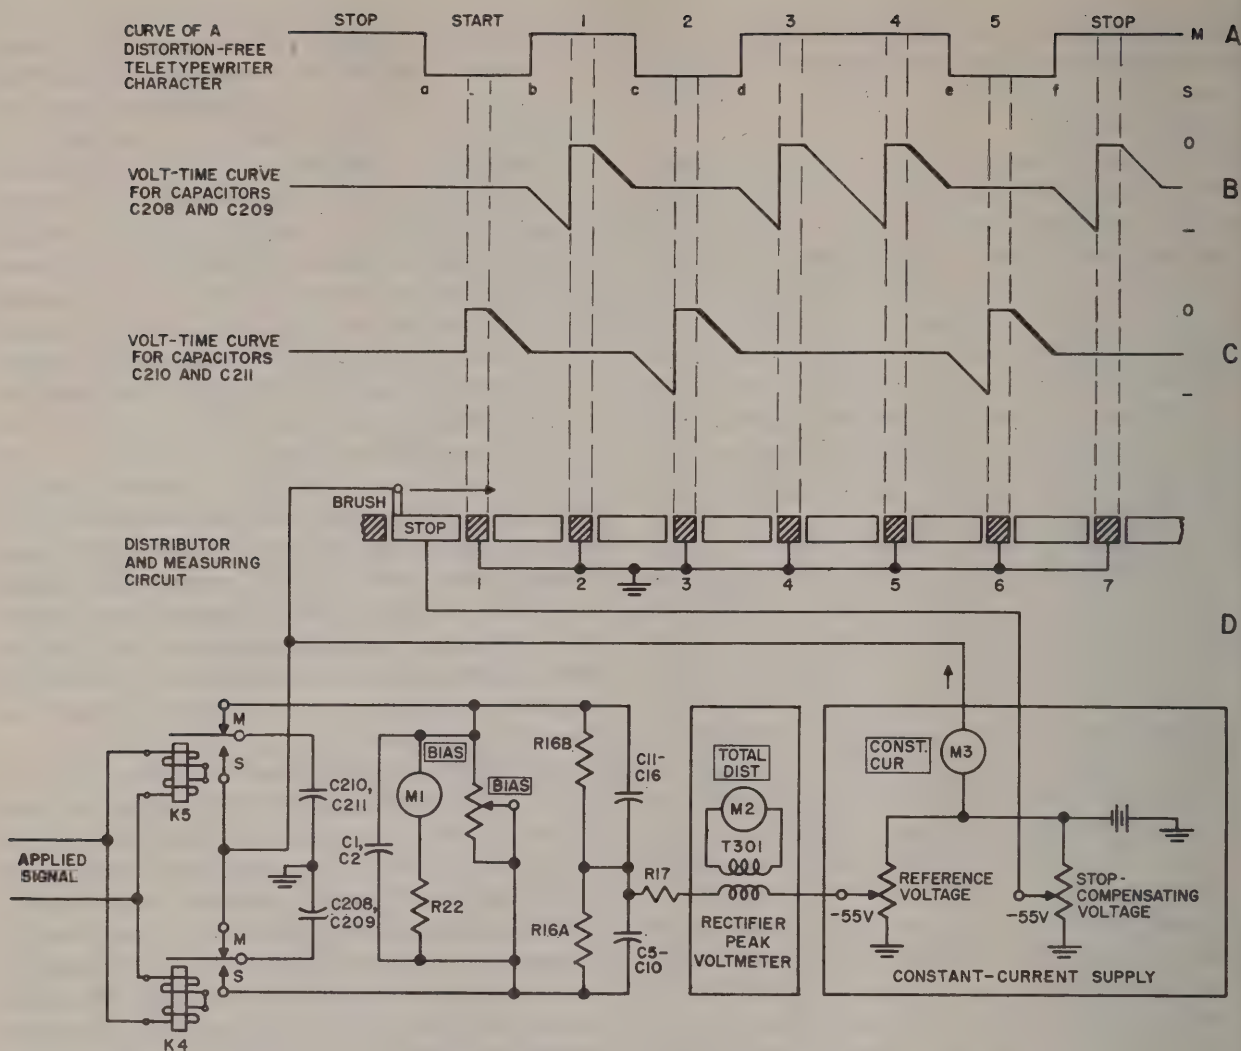 STOP START 1 2 3 4 5 STOP
CURVE OF A
DISTORTION-FREE
TELETYPEWRITER
CHARACTER
M A
a b c d e f S
VOLT-TIME CURVE
FOR CAPACITORS
C208 AND C209
O
B
–
VOLT-TIME CURVE
FOR CAPACITORS
C210 AND C211
O
C
–
BRUSH
STOP
DISTRIBUTOR
AND MEASURING
CIRCUIT
1 2 3 4 5 6 7
D
M
S
K5
C210,
C211
APPLIED
SIGNAL
C208,
C209
M
S
K4
C1,
C2
BIAS
M1
R22
BIAS
R16B
R16A
C11-
C16
C5-
C10
R17
TOTAL
DIST
M2
T301
RECTIFIER
PEAK
VOLTMETER
CONST.
CUR
M3
REFERENCE
VOLTAGE
-55V
STOP-
COMPENSATING
VOLTAGE
-55V
CONSTANT-CURRENT SUPPLY